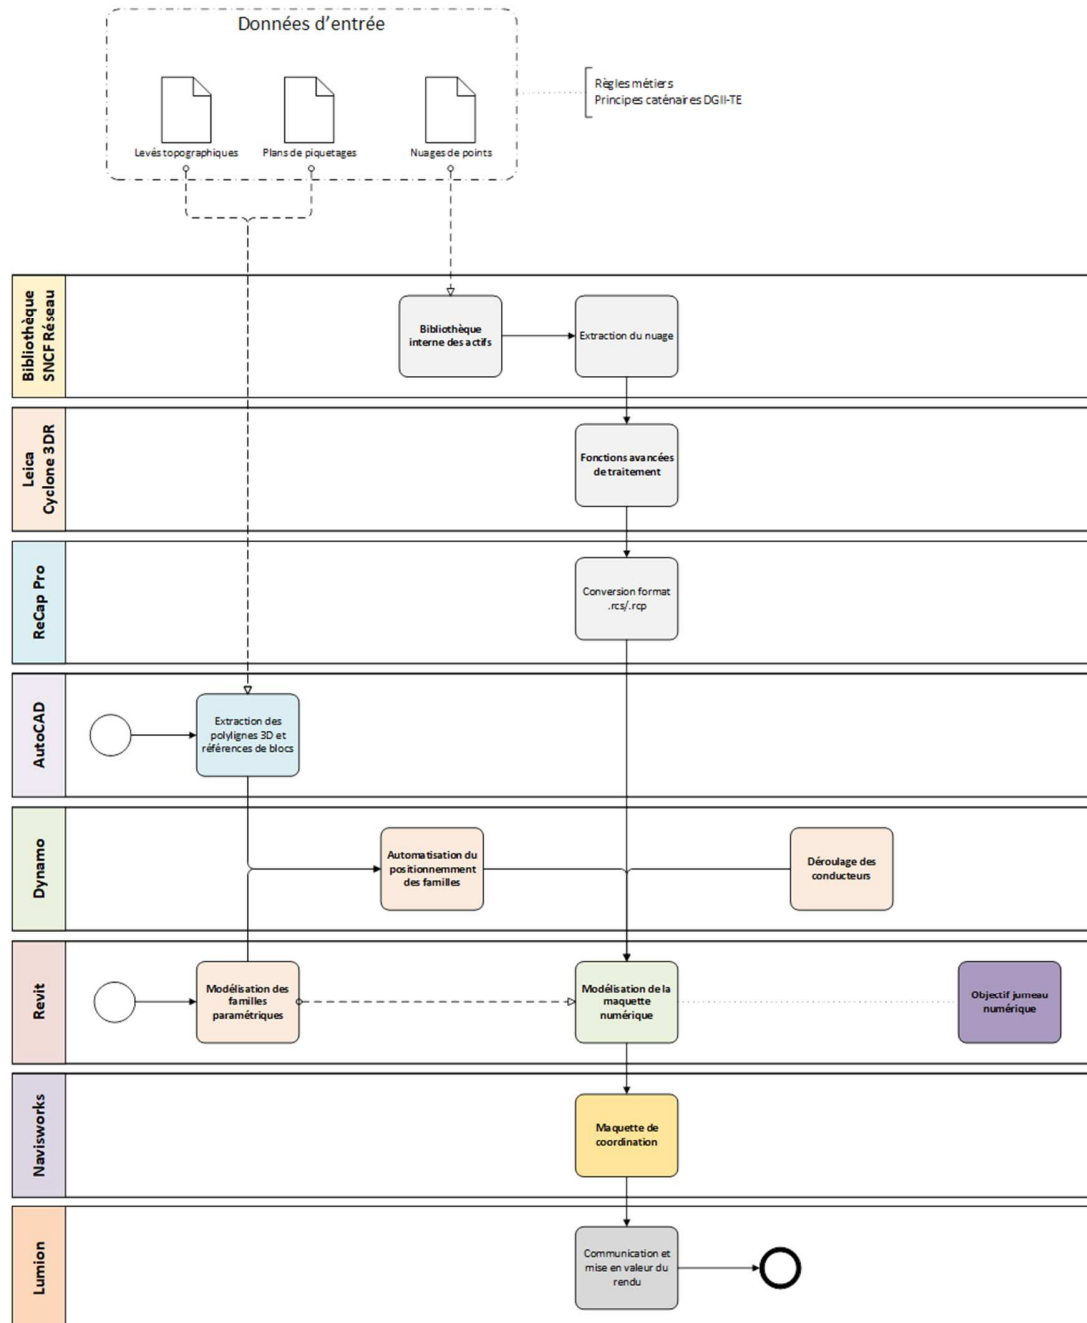 Données d'entrée
Règles métiers
Principes caténaires DGII-TE
Levés topographiques
Plans de piquetages
Nuages de points
Bibliothèque
SNCF Réseau
Bibliothèque
interne des actifs
Extraction du nuage
Leica
Cyclone 3DR
Fonctions avancées
de traitement
ReCap Pro
Conversion format
.rcs/.rcp
AutoCAD
Extraction des
polylignes 3D et
références de blocs
Dynamo
Automatisation du
positionnemment
des familles
Déroulage des
conducteurs
Revit
Modélisation des
familles
paramétriques
Modélisation de la
maquette
numérique
Objectif jumeau
numérique
Navisworks
Maquette de
coordination
Lumion
Communication et
mise en valeur du
rendu